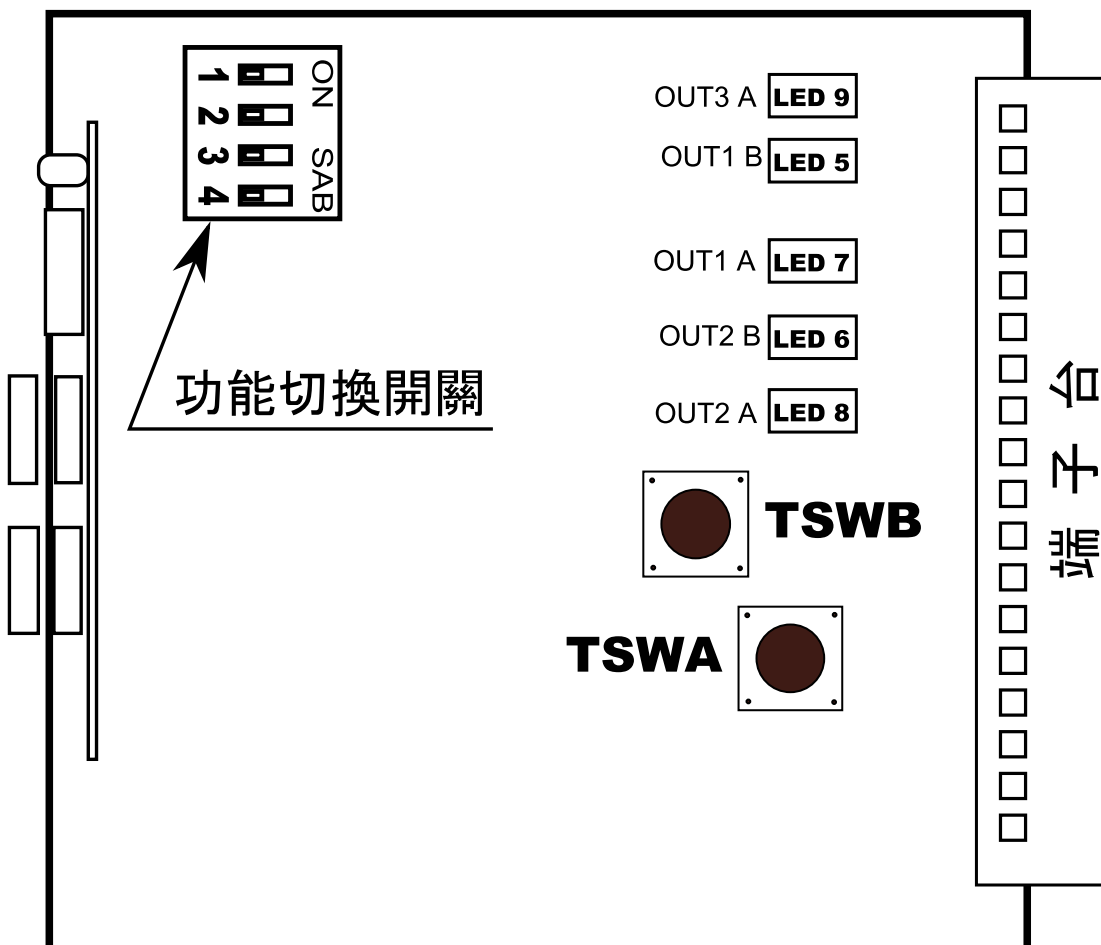 ON SAB
1
2
3
4
功能切換開關
OUT3 A LED 9
OUT1 B LED 5
OUT1 A LED 7
OUT2 B LED 6
OUT2 A LED 8
TSWB
TSWA
端子台